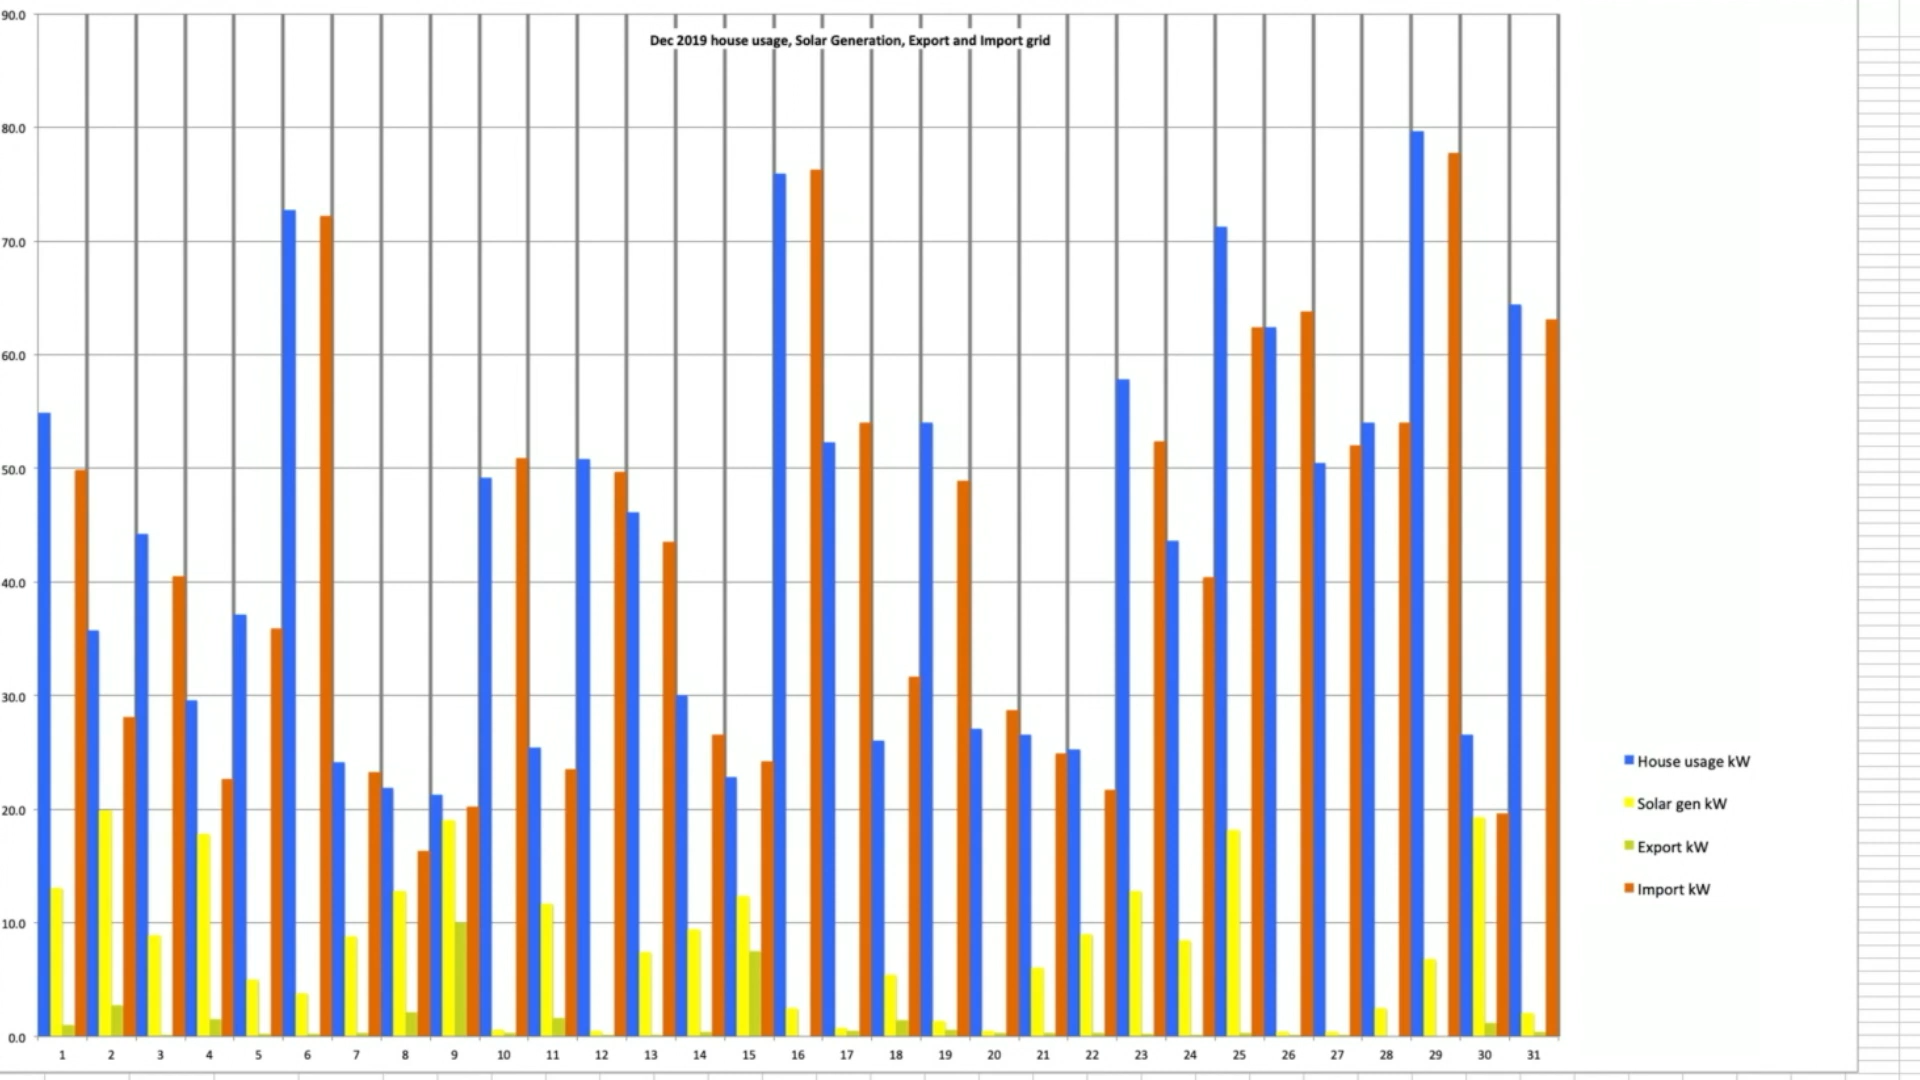 90.0
Dec 2019 house usage, Solar Generation, Export and Import grid
80.0
70.0
60.0
50.0
40.0
30.0
20.0
10.0
0.0
House usage kW
Solar gen kW
Export kW
Import kW
1 2 3 4 5 6 7 8 9 10 11 12 13 14 15 16 17 18 19 20 21 22 23 24 25 26 27 28 29 30 31